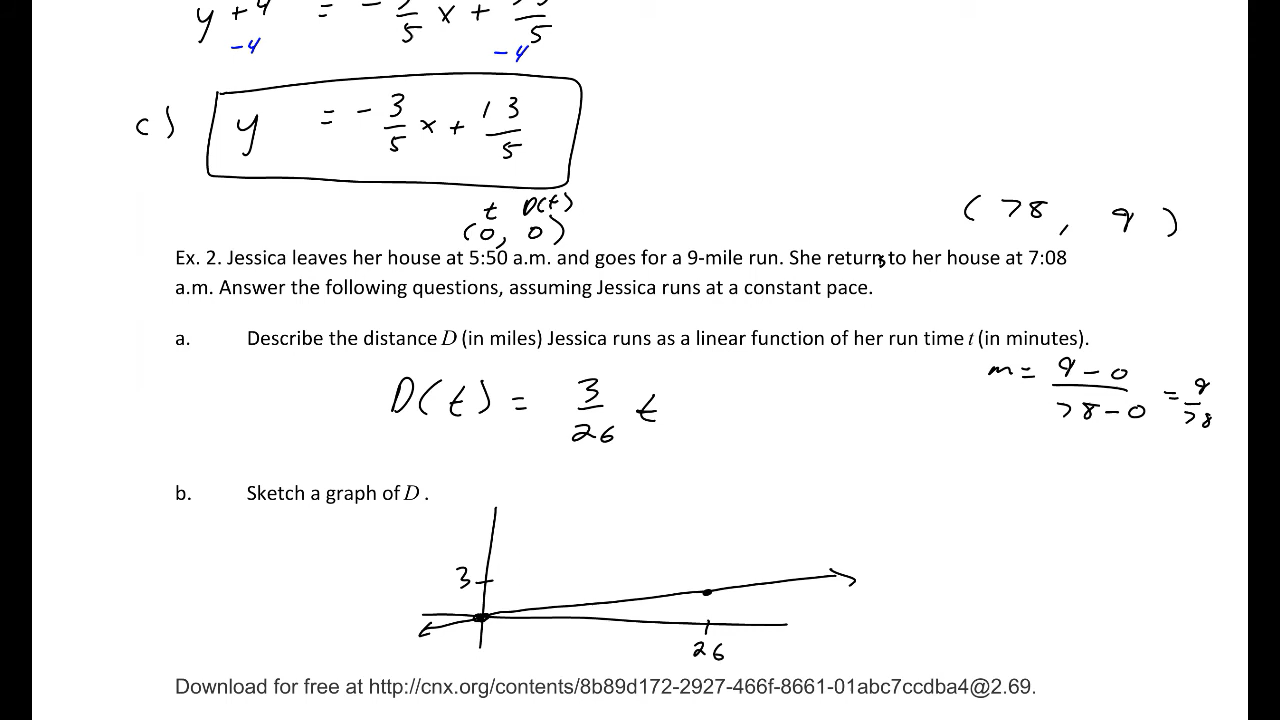 y + 4 = - 3/5 x + /5
-4 -4
c) y = - 3/5 x + 13/5
t D(t)
(0, 0) (78, 9)
Ex. 2. Jessica leaves her house at 5:50 a.m. and goes for a 9-mile run. She returns to her house at 7:08
a.m. Answer the following questions, assuming Jessica runs at a constant pace.
a. Describe the distance D (in miles) Jessica runs as a linear function of her run time t (in minutes).
D(t) = 3/26 t m = 9-0/78-0 = 9/78
b. Sketch a graph of D .
3
26
Download for free at http://cnx.org/contents/8b89d172-2927-466f-8661-01abc7ccdba4@2.69.